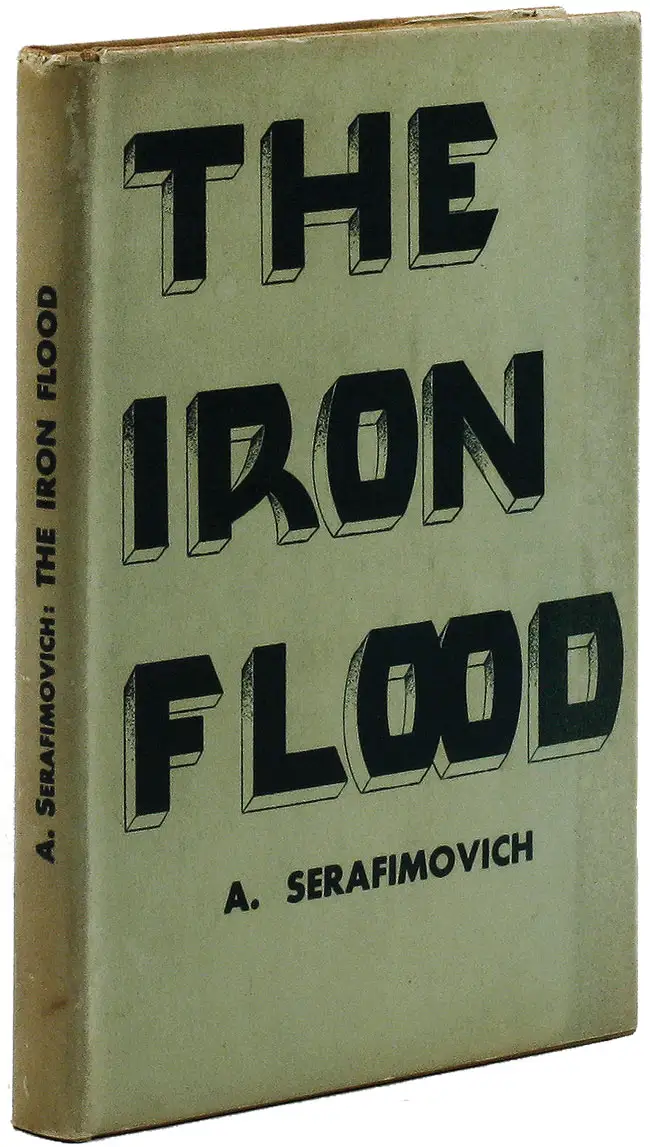 THE
IRON
FLOOD
A. SERAFIMOVICH
A. SERAFIMOVICH: THE IRON FLOOD